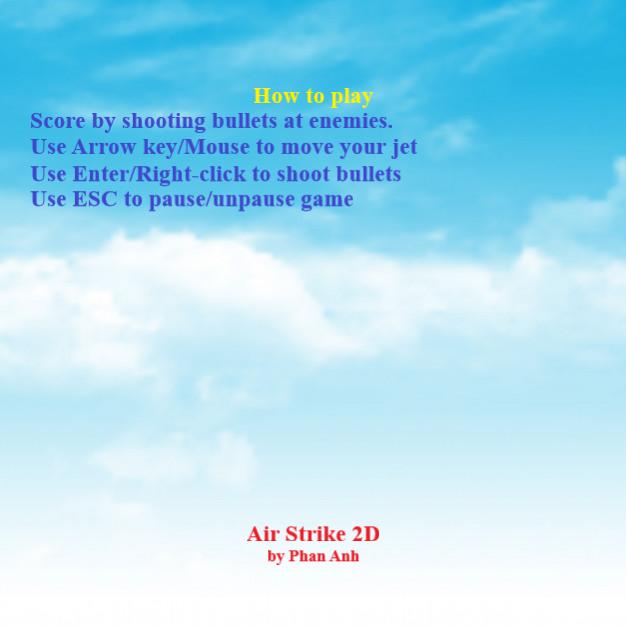 How to play
Score by shooting bullets at enemies.
Use Arrow key/Mouse to move your jet
Use Enter/Right-click to shoot bullets
Use ESC to pause/unpause game
Air Strike 2D
by Phan Anh